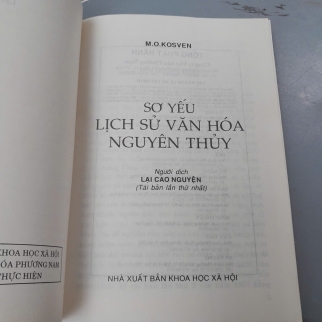 M.O.KOSVEN
SƠ YẾU
LỊCH SỬ VĂN HÓA
NGUYÊN THỦY
Người dịch
LẠI CAO NGUYỆN
(Tái bản lần thứ nhất)
NHÀ XUẤT BẢN KHOA HỌC XÃ HỘI
KHOA HỌC XÃ HỘI
HÓA PHƯƠNG NAM
THỰC HIỆN